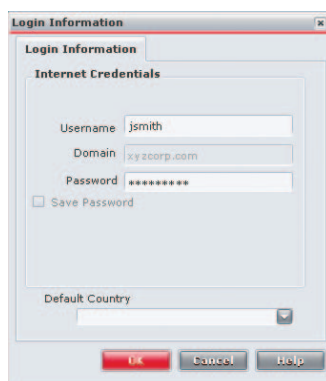 Login Information
Login Information
Internet Credentials
Username jsmith
Domain xyzcorp.com
Password *********
Save Password
Default Country
OK Cancel Help